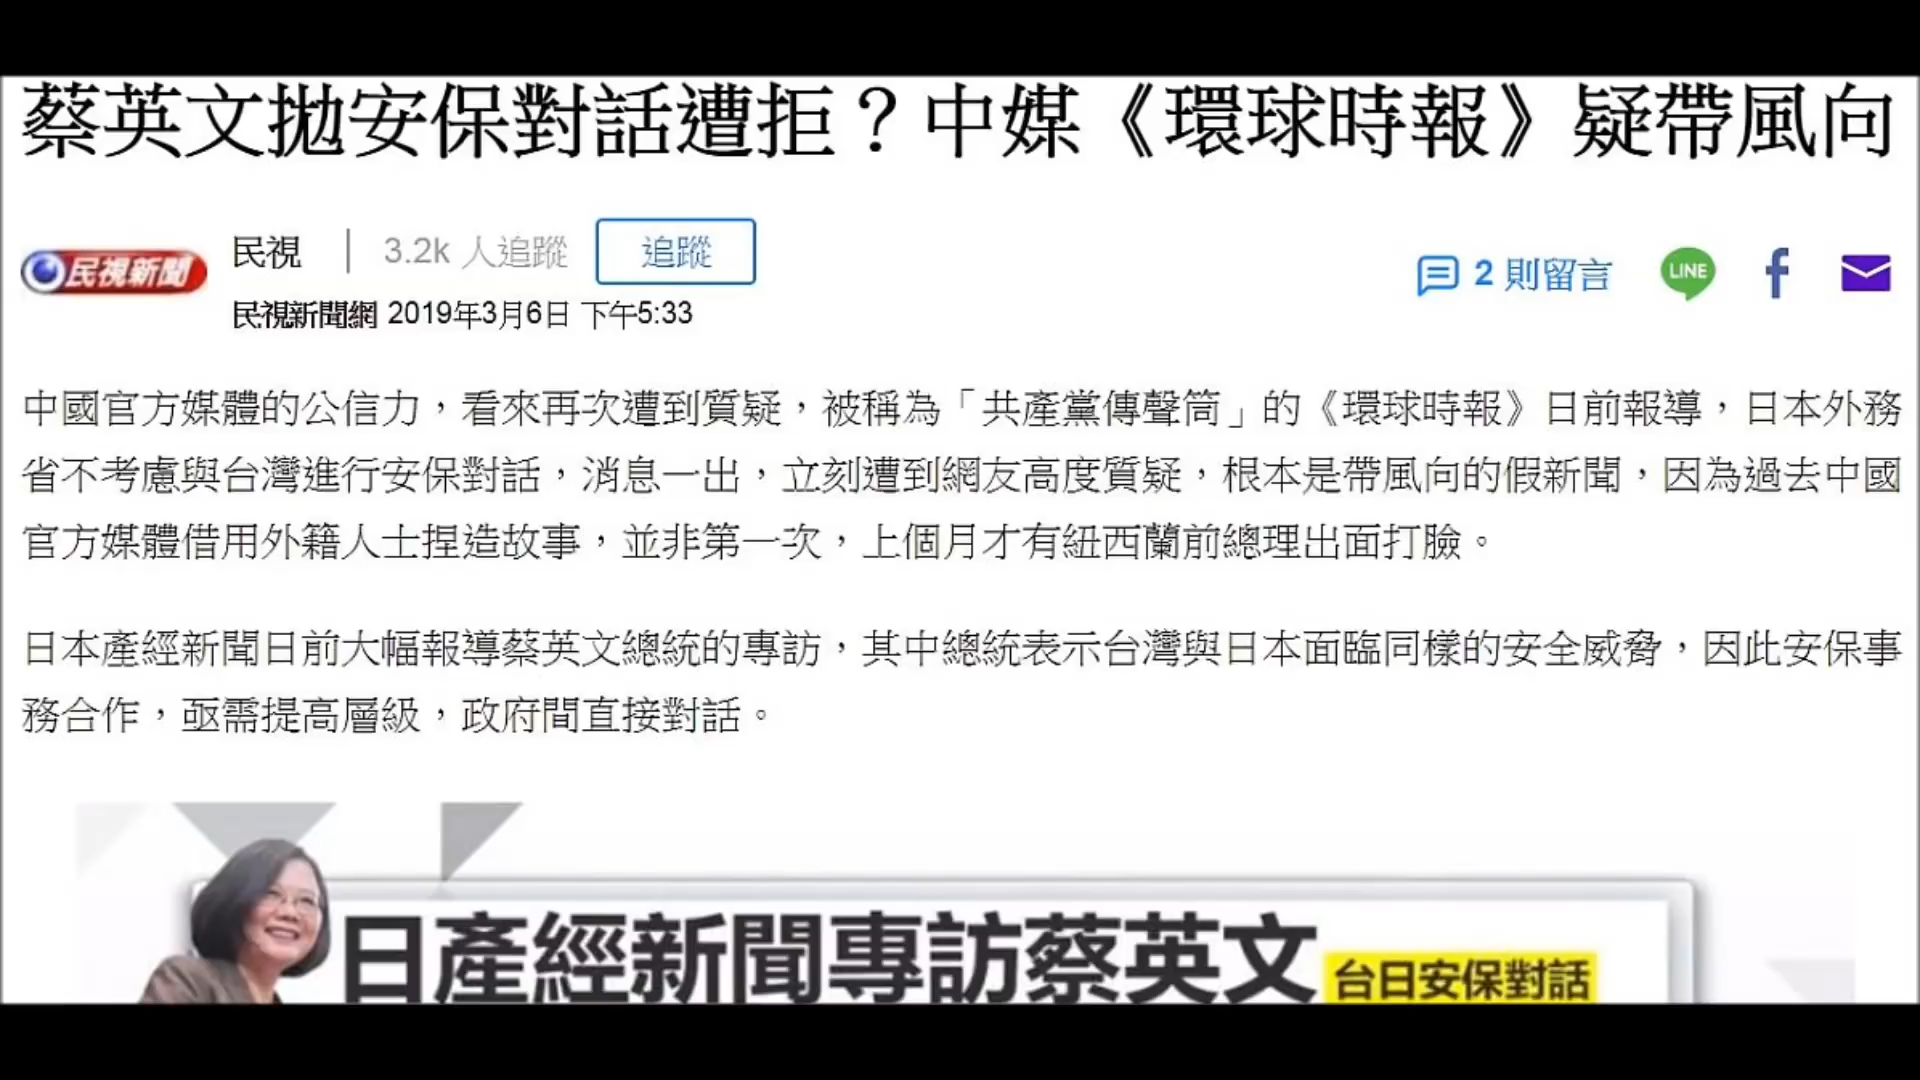 蔡英文拋安保對話遭拒？中媒《環球時報》疑帶風向
民視新聞
民視 | 3.2k 人追蹤 追蹤
2 則留言 LINE f
民視新聞網 2019年3月6日 下午5:33
中國官方媒體的公信力，看來再次遭到質疑，被稱為「共產黨傳聲筒」的《環球時報》日前報導，日本外務
省不考慮與台灣進行安保對話，消息一出，立刻遭到網友高度質疑，根本是帶風向的假新聞，因為過去中國
官方媒體借用外籍人士捏造故事，並非第一次，上個月才有紐西蘭前總理出面打臉。
日本產經新聞日前大幅報導蔡英文總統的專訪，其中總統表示台灣與日本面臨同樣的安全威脅，因此安保事
務合作，亟需提高層級，政府間直接對話。
日產經新聞專訪蔡英文
台日安保對話